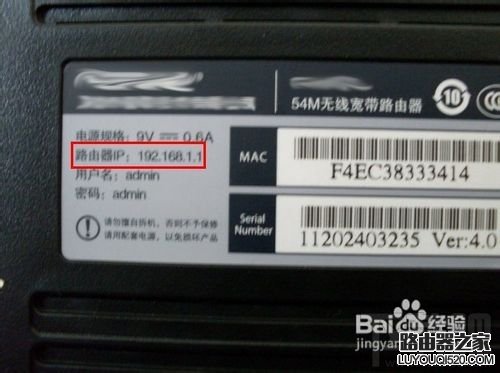 54M无线宽带路由器
10
CCC
电源规格: 9V 0.6A
路由器IP: 192.168.1.1
用户名: admin
密码: admin
请勿擅自拆机，否则不予保修
请用配套电源，以免损坏产品
MAC
F4EC38333414
Serial
Number
11202403235 Ver:4.0
Baidu经验
jingyan
路由器之家
LUYOUQI520.COM